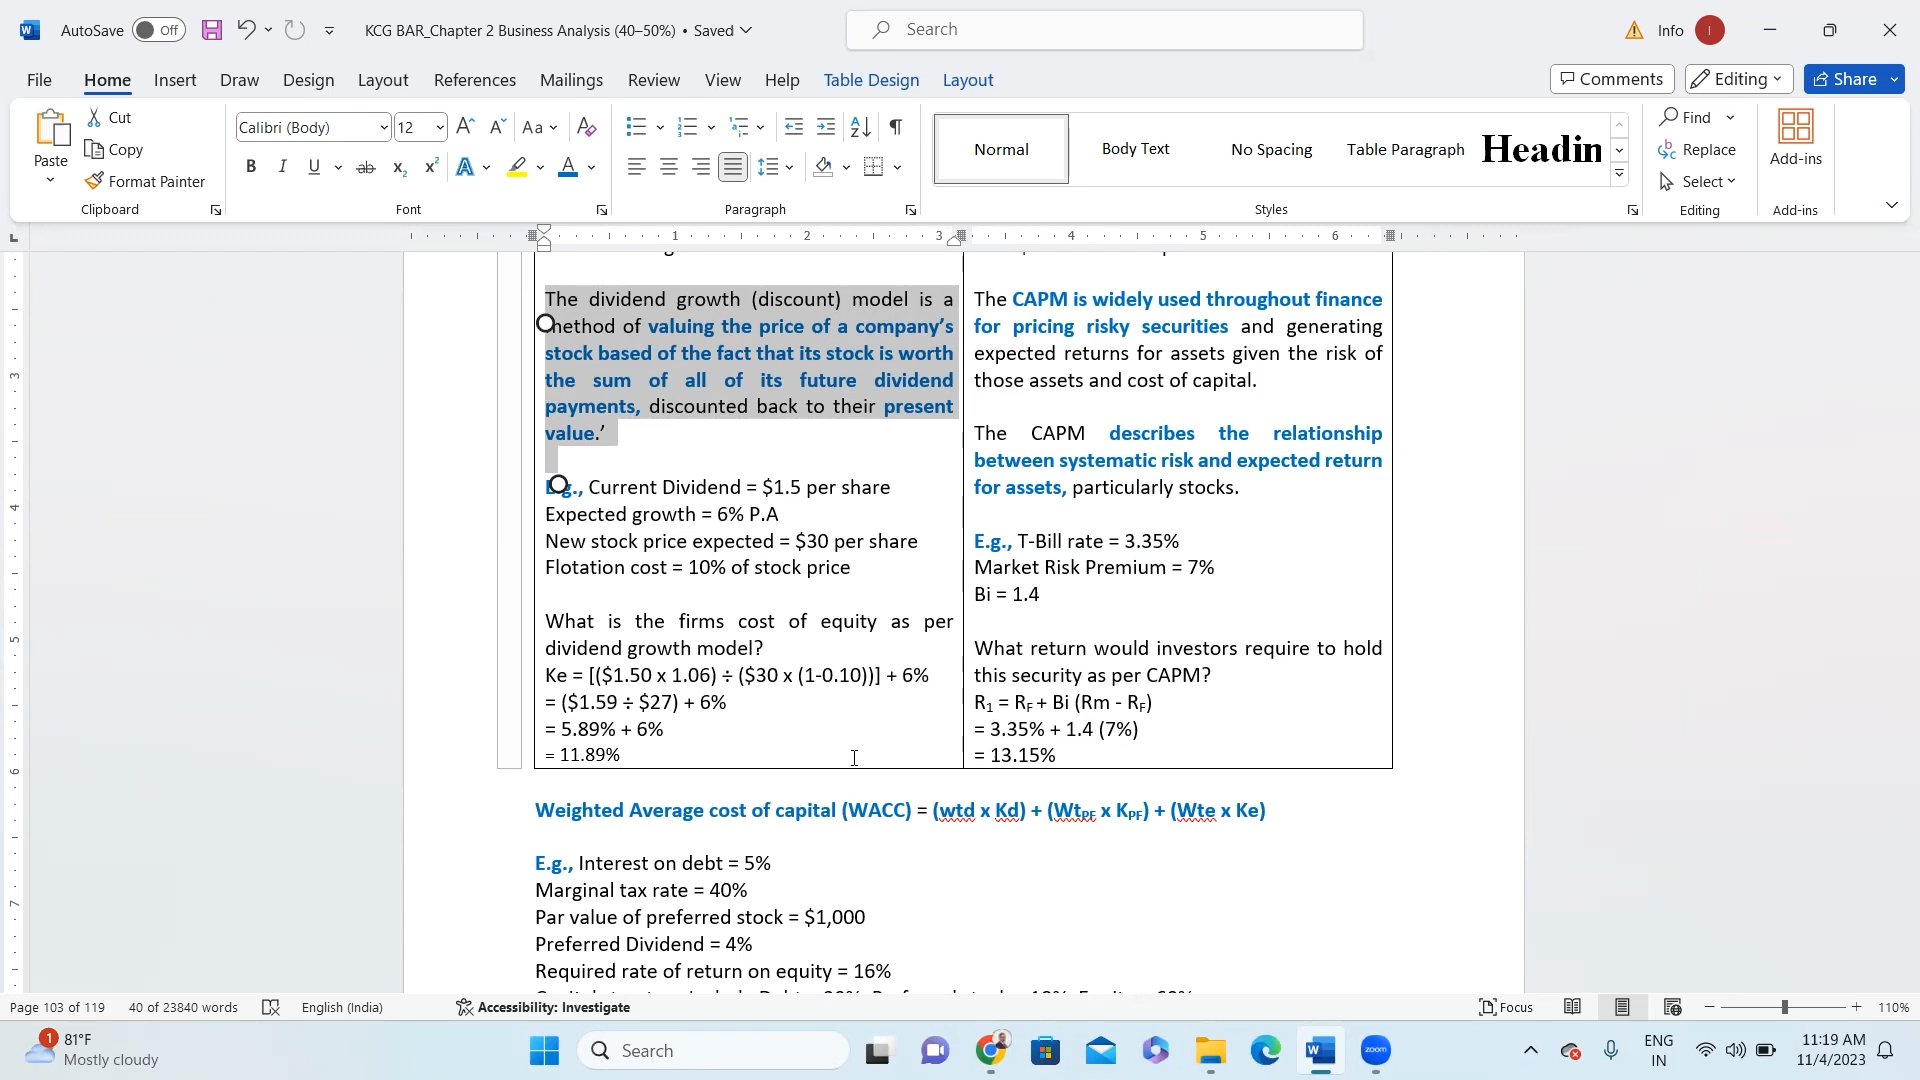 AutoSave Off KCG BAR_Chapter 2 Business Analysis (40–50%) • Saved Search Info I
File Home Insert Draw Design Layout References Mailings Review View Help Table Design Layout Comments Editing Share
Paste
Cut
Copy
Format Painter
Clipboard
Calibri (Body) 12
Font
Paragraph
Normal
Body Text
No Spacing
Table Paragraph
Headin
Styles
Find
Replace
Select
Editing
Add-ins
Add-ins
1 2 3 4 5 6
The dividend growth (discount) model is a
method of valuing the price of a company’s
stock based of the fact that its stock is worth
the sum of all of its future dividend
payments, discounted back to their present
value.’
E.g., Current Dividend = $1.5 per share
Expected growth = 6% P.A
New stock price expected = $30 per share
Flotation cost = 10% of stock price
What is the firms cost of equity as per
dividend growth model?
Ke = [($1.50 x 1.06) ÷ ($30 x (1-0.10))] + 6%
= ($1.59 ÷ $27) + 6%
= 5.89% + 6%
= 11.89%
The CAPM is widely used throughout finance
for pricing risky securities and generating
expected returns for assets given the risk of
those assets and cost of capital.
The CAPM describes the relationship
between systematic risk and expected return
for assets, particularly stocks.
E.g., T-Bill rate = 3.35%
Market Risk Premium = 7%
Bi = 1.4
What return would investors require to hold
this security as per CAPM?
R1 = RF + Bi (Rm - RF)
= 3.35% + 1.4 (7%)
= 13.15%
Weighted Average cost of capital (WACC) = (wtd x Kd) + (WtPF x KPF) + (Wte x Ke)
E.g., Interest on debt = 5%
Marginal tax rate = 40%
Par value of preferred stock = $1,000
Preferred Dividend = 4%
Required rate of return on equity = 16%
3
4
5
6
7
Page 103 of 119 40 of 23840 words English (India) Accessibility: Investigate Focus 110%
1 81°F
Mostly cloudy
Search
zoom
ENG
IN
11:19 AM
11/4/2023